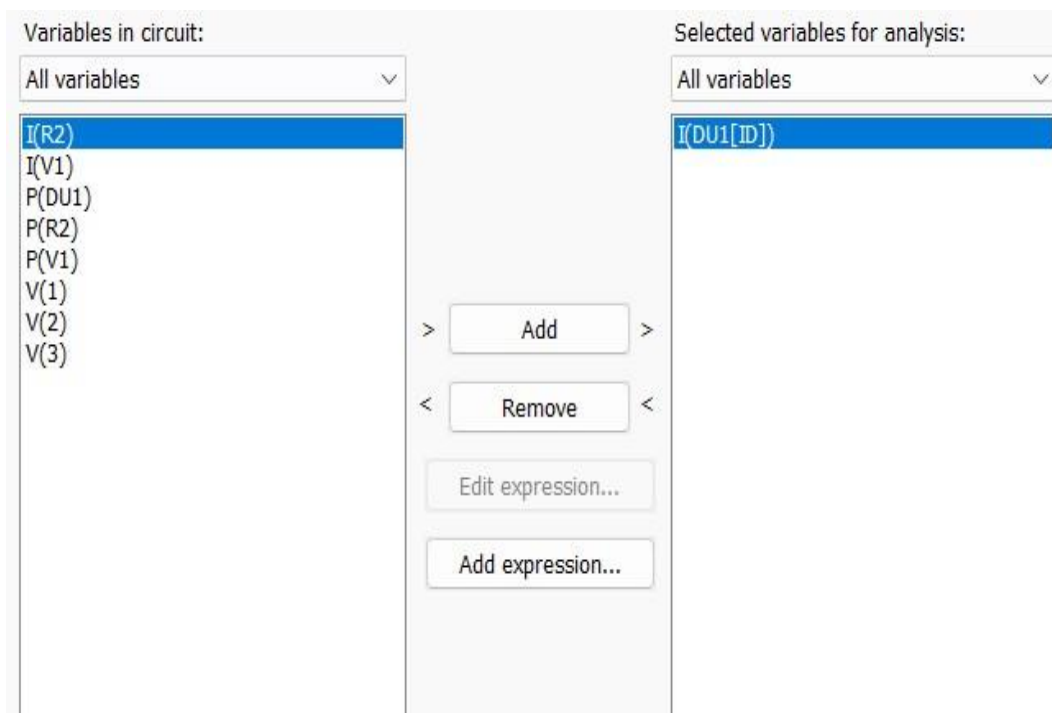 Variables in circuit:
All variables
I(R2)
I(V1)
P(DU1)
P(R2)
P(V1)
V(1)
V(2)
V(3)
> Add >
< Remove <
Edit expression...
Add expression...
Selected variables for analysis:
All variables
I(DU1[ID])